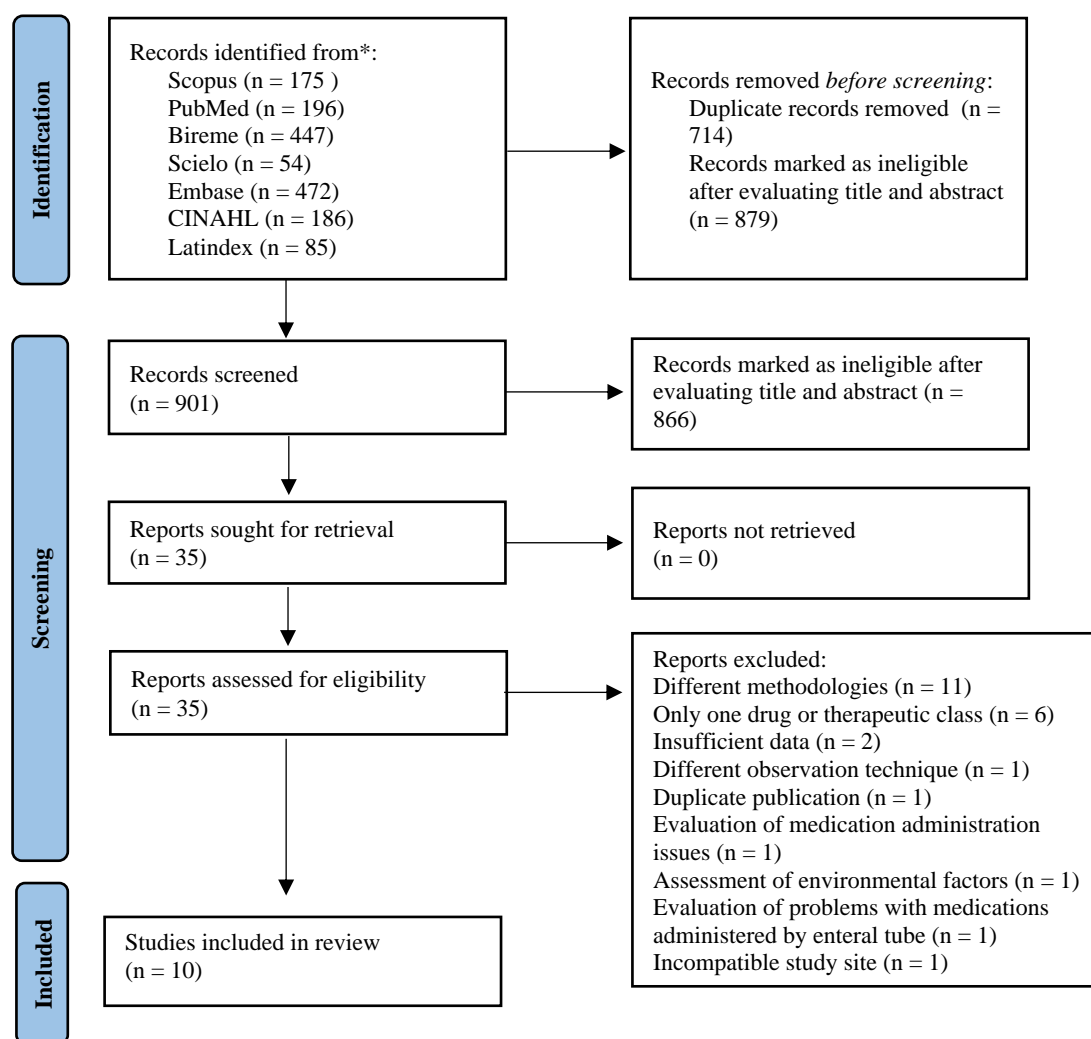 Identification
Records identified from*:
Scopus (n = 175 )
PubMed (n = 196)
Bireme (n = 447)
Scielo (n = 54)
Embase (n = 472)
CINAHL (n = 186)
Latindex (n = 85)
Records removed before screening:
Duplicate records removed (n =
714)
Records marked as ineligible
after evaluating title and abstract
(n = 879)
Screening
Records screened
(n = 901)
Records marked as ineligible after
evaluating title and abstract (n =
866)
Reports sought for retrieval
(n = 35)
Reports not retrieved
(n = 0)
Reports assessed for eligibility
(n = 35)
Reports excluded:
Different methodologies (n = 11)
Only one drug or therapeutic class (n = 6)
Insufficient data (n = 2)
Different observation technique (n = 1)
Duplicate publication (n = 1)
Evaluation of medication administration
issues (n = 1)
Assessment of environmental factors (n = 1)
Evaluation of problems with medications
administered by enteral tube (n = 1)
Incompatible study site (n = 1)
Included
Studies included in review
(n = 10)